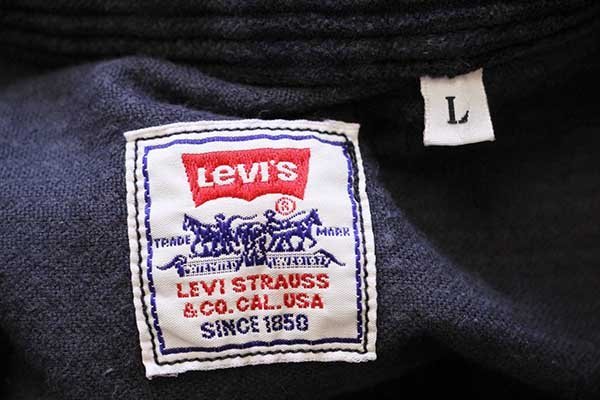 Levi's
L
®
TRADE MARK
LEVI STRAUSS
& CO. CAL. USA
SINCE 1850